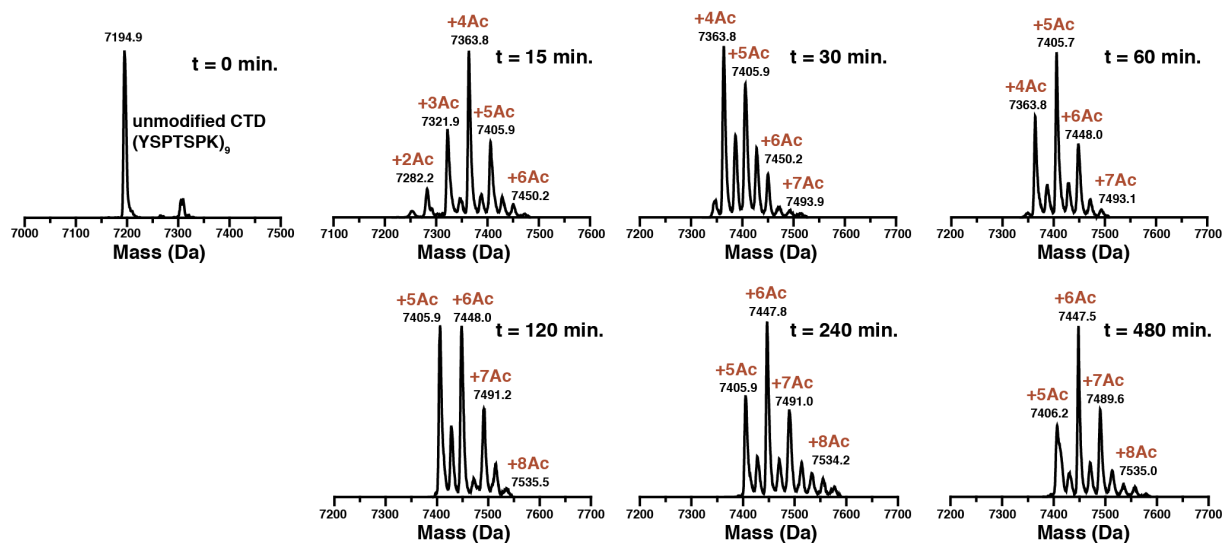 7194.9
t = 0 min.
unmodified CTD
(YSPTSPK)9
7000 7100 7200 7300 7400 7500
Mass (Da)
+4Ac
7363.8
t = 15 min.
+3Ac
7321.9
+5Ac
7405.9
+2Ac
7282.2
+6Ac
7450.2
7100 7200 7300 7400 7500 7600
Mass (Da)
+4Ac
7363.8
t = 30 min.
+5Ac
7405.9
+6Ac
7450.2
+7Ac
7493.9
7200 7300 7400 7500 7600 7700
Mass (Da)
+5Ac
7405.7
t = 60 min.
+4Ac
7363.8
+6Ac
7448.0
+7Ac
7493.1
7200 7300 7400 7500 7600 7700
Mass (Da)
+5Ac
7405.9
+6Ac
7448.0
t = 120 min.
+7Ac
7491.2
+8Ac
7535.5
7200 7300 7400 7500 7600 7700
Mass (Da)
+6Ac
7447.8
t = 240 min.
+5Ac
7405.9
+7Ac
7491.0
+8Ac
7534.2
7200 7300 7400 7500 7600 7700
Mass (Da)
+6Ac
7447.5
t = 480 min.
+5Ac
7406.2
+7Ac
7489.6
+8Ac
7535.0
7200 7300 7400 7500 7600 7700
Mass (Da)